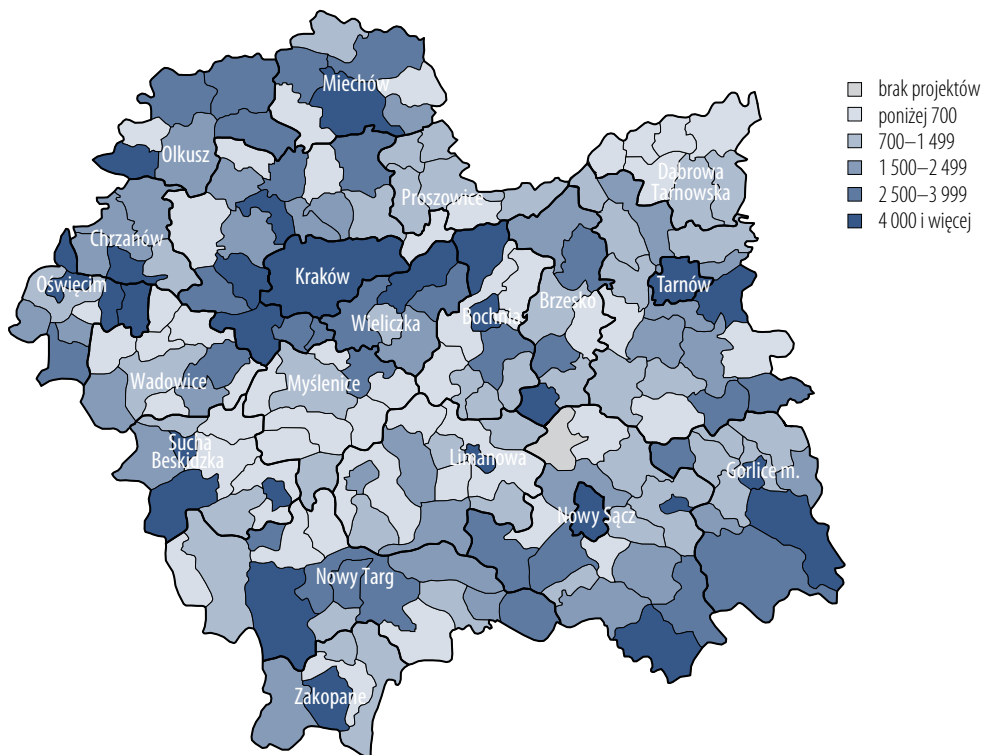 Miechów
Olkusz
Proszowice
Dąbrowa
Tarnowska
Chrzanów
Oświęcim
Kraków
Tarnów
Wieliczka
Bochnia
Brzesko
Wadowice
Myślenice
Sucha
Beskidzka
Limanowa
Gorlice m.
Nowy Sącz
Nowy Targ
Zakopane
brak projektów
poniżej 700
700–1 499
1 500–2 499
2 500–3 999
4 000 i więcej